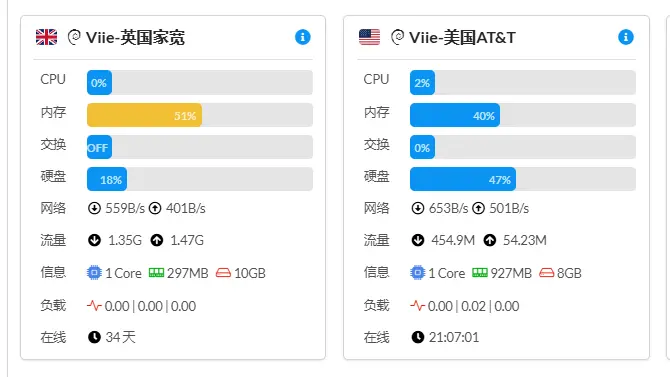 Viie-英国家宽
CPU 0%
内存 51%
交换 OFF
硬盘 18%
网络 559B/s 401B/s
流量 1.35G 1.47G
信息 1 Core 297MB 10GB
负载 0.00 | 0.00 | 0.00
在线 34 天
Viie-美国AT&T
CPU 2%
内存 40%
交换 0%
硬盘 47%
网络 653B/s 501B/s
流量 454.9M 54.23M
信息 1 Core 927MB 8GB
负载 0.00 | 0.02 | 0.00
在线 21:07:01